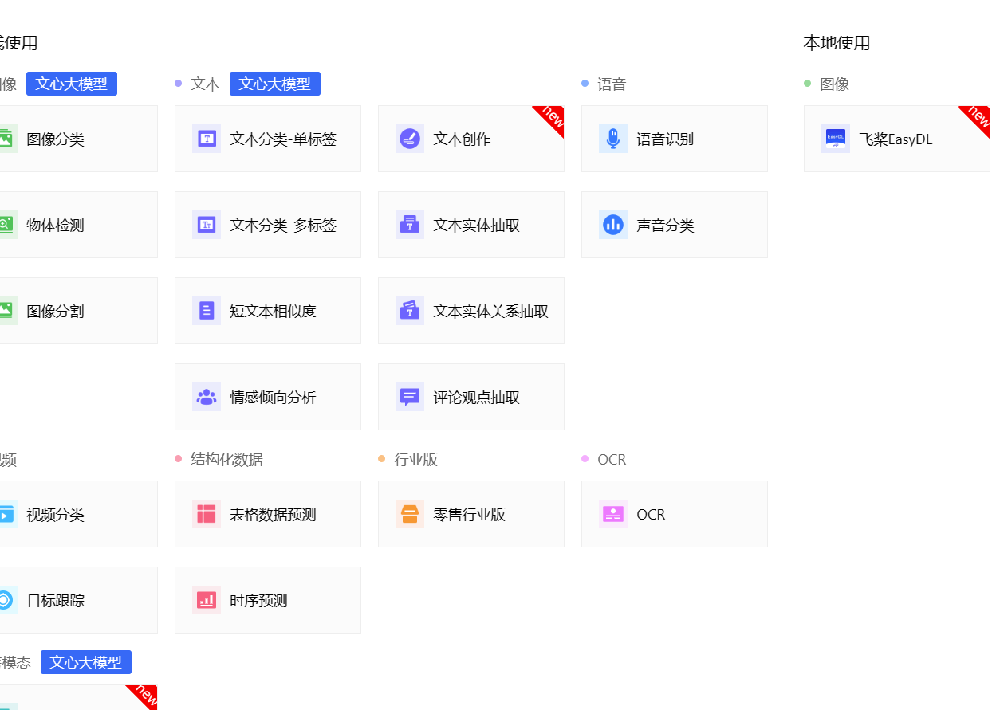 使用
本地使用
像 文心大模型
文本 文心大模型
语音
图像
图像分类
文本分类-单标签
文本创作
new
语音识别
EasyDL
飞桨EasyDL
new
物体检测
文本分类-多标签
文本实体抽取
声音分类
图像分割
短文本相似度
文本实体关系抽取
情感倾向分析
评论观点抽取
频
结构化数据
行业版
OCR
视频分类
表格数据预测
零售行业版
OCR
目标跟踪
时序预测
模态 文心大模型
new